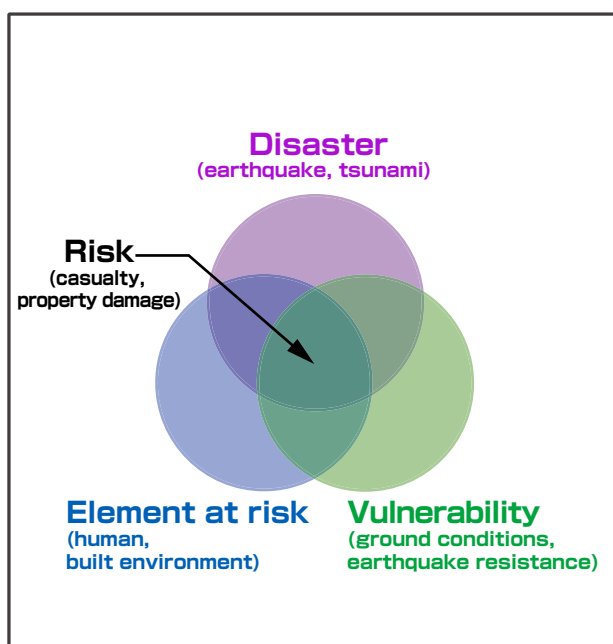 Disaster
(earthquake, tsunami)
Risk
(casualty,
property damage)
Element at risk
(human,
built environment)
Vulnerability
(ground conditions,
earthquake resistance)